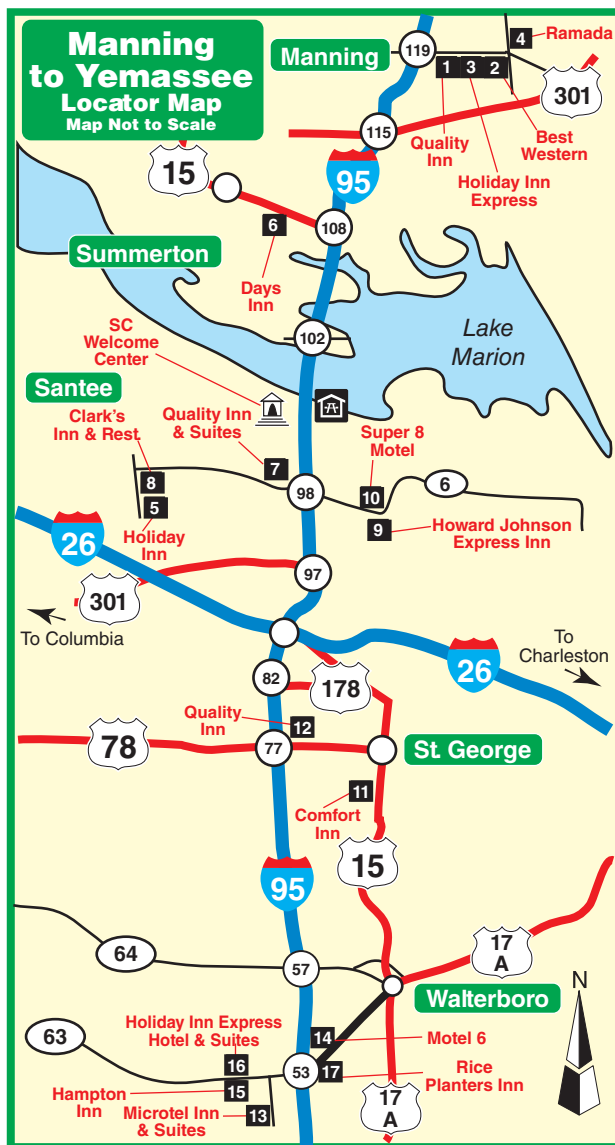 Manning
to Yemassee
Locator Map
Map Not to Scale
Manning
119
4
Ramada
1
3
2
301
115
Quality
Inn
Best
Western
Holiday Inn
Express
15
95
6
108
Days
Inn
Summerton
102
Lake
Marion
SC
Welcome
Center
Santee
Clark's
Inn & Rest.
Quality Inn
& Suites
Super 8
Motel
7
8
5
98
10
6
9
Howard Johnson
Express Inn
Holiday
Inn
26
97
301
To Columbia
To
Charleston
26
82
178
Quality
Inn
12
78
77
St. George
11
Comfort
Inn
15
95
17
A
64
57
Walterboro
N
63
Holiday Inn Express
Hotel & Suites
14
Motel 6
16
53
17
Rice
Planters Inn
Hampton
Inn
15
Microtel Inn
& Suites
13
17
A